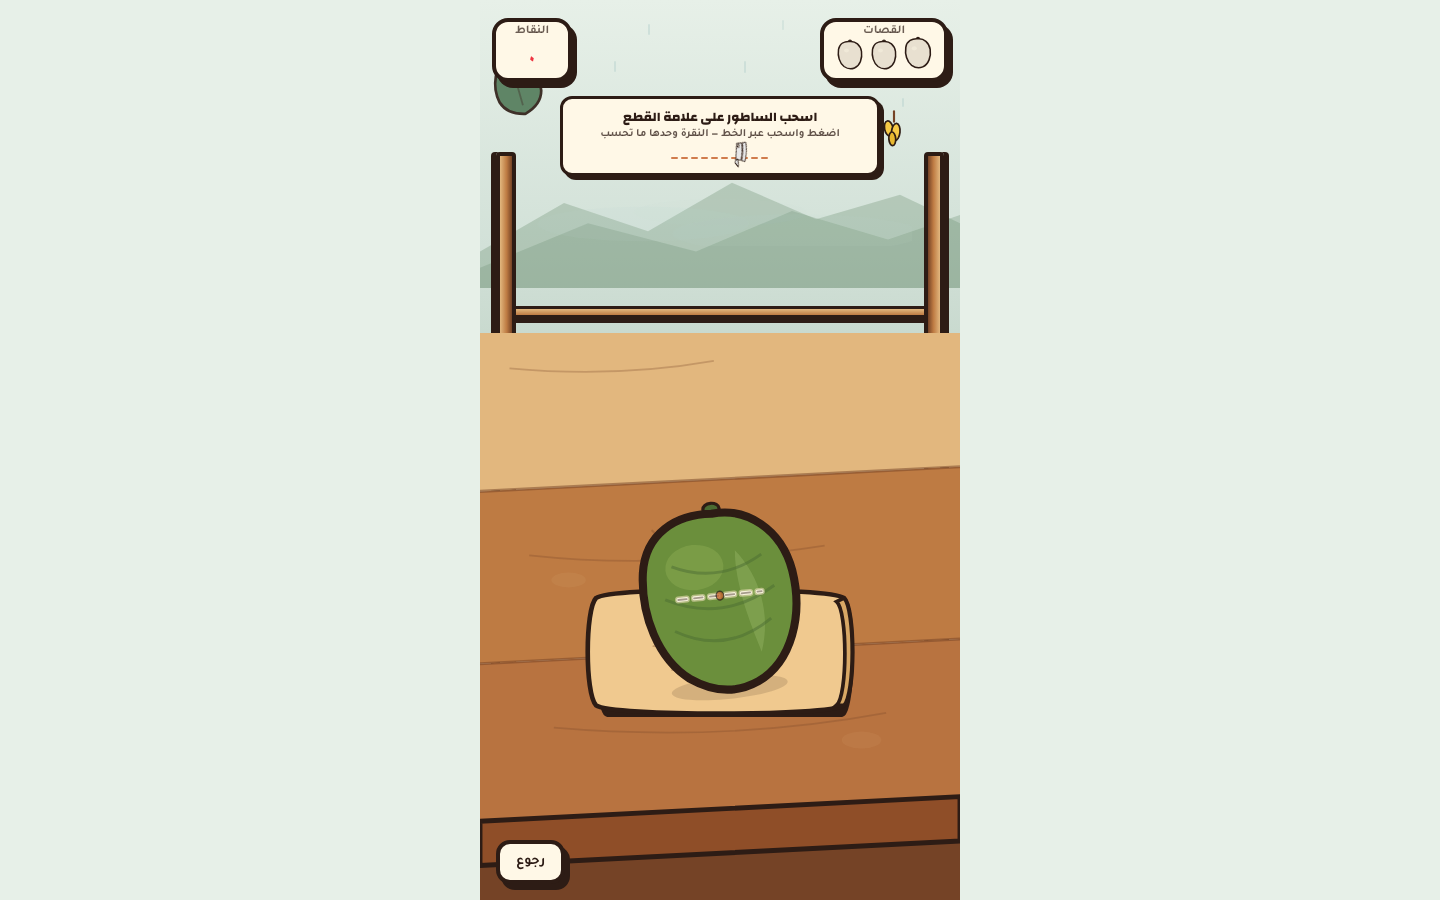 القصات
النقاط
٠
اسحب الساطور على علامة القطع
اضغط واسحب عبر الخط – النقرة وحدها ما تحسب
رجوع